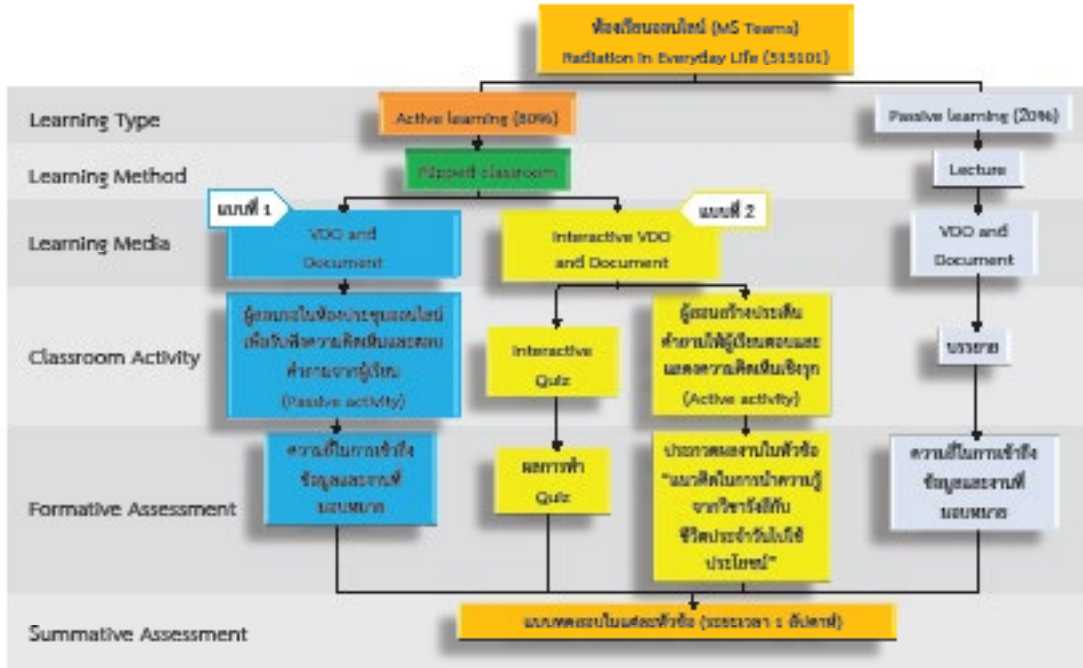 ห้องเรียนออนไลน์ (MS Teams)
Radiation in Everyday Life (515101)
Learning Type
Active learning (80%)
Passive learning (20%)
Learning Method
Flipped classroom
Lecture
แบบที่ 1
แบบที่ 2
Learning Media
VDO and
Document
Interactive VDO
and Document
VDO and
Document
Classroom Activity
ผู้สอนรอในห้องประชุมออนไลน์
เพื่อรับฟังความคิดเห็นและตอบ
คำถามจากผู้เรียน
(Passive activity)
Interactive
Quiz
ผู้สอนสร้างประเด็น
คำถามให้ผู้เรียนตอบและ
แสดงความคิดเห็นเชิงรุก
(Active activity)
บรรยาย
Formative Assessment
ความถี่ในการเข้าถึง
ข้อมูลและงานที่
มอบหมาย
ผลการทำ
Quiz
ประกวดผลงานในหัวข้อ
"แนวคิดในการนำความรู้
จากวิชารังสีกับ
ชีวิตประจำวันไปใช้
ประโยชน์"
ความถี่ในการเข้าถึง
ข้อมูลและงานที่
มอบหมาย
Summative Assessment
แบบทดสอบในแต่ละหัวข้อ (ระยะเวลา 1 สัปดาห์)